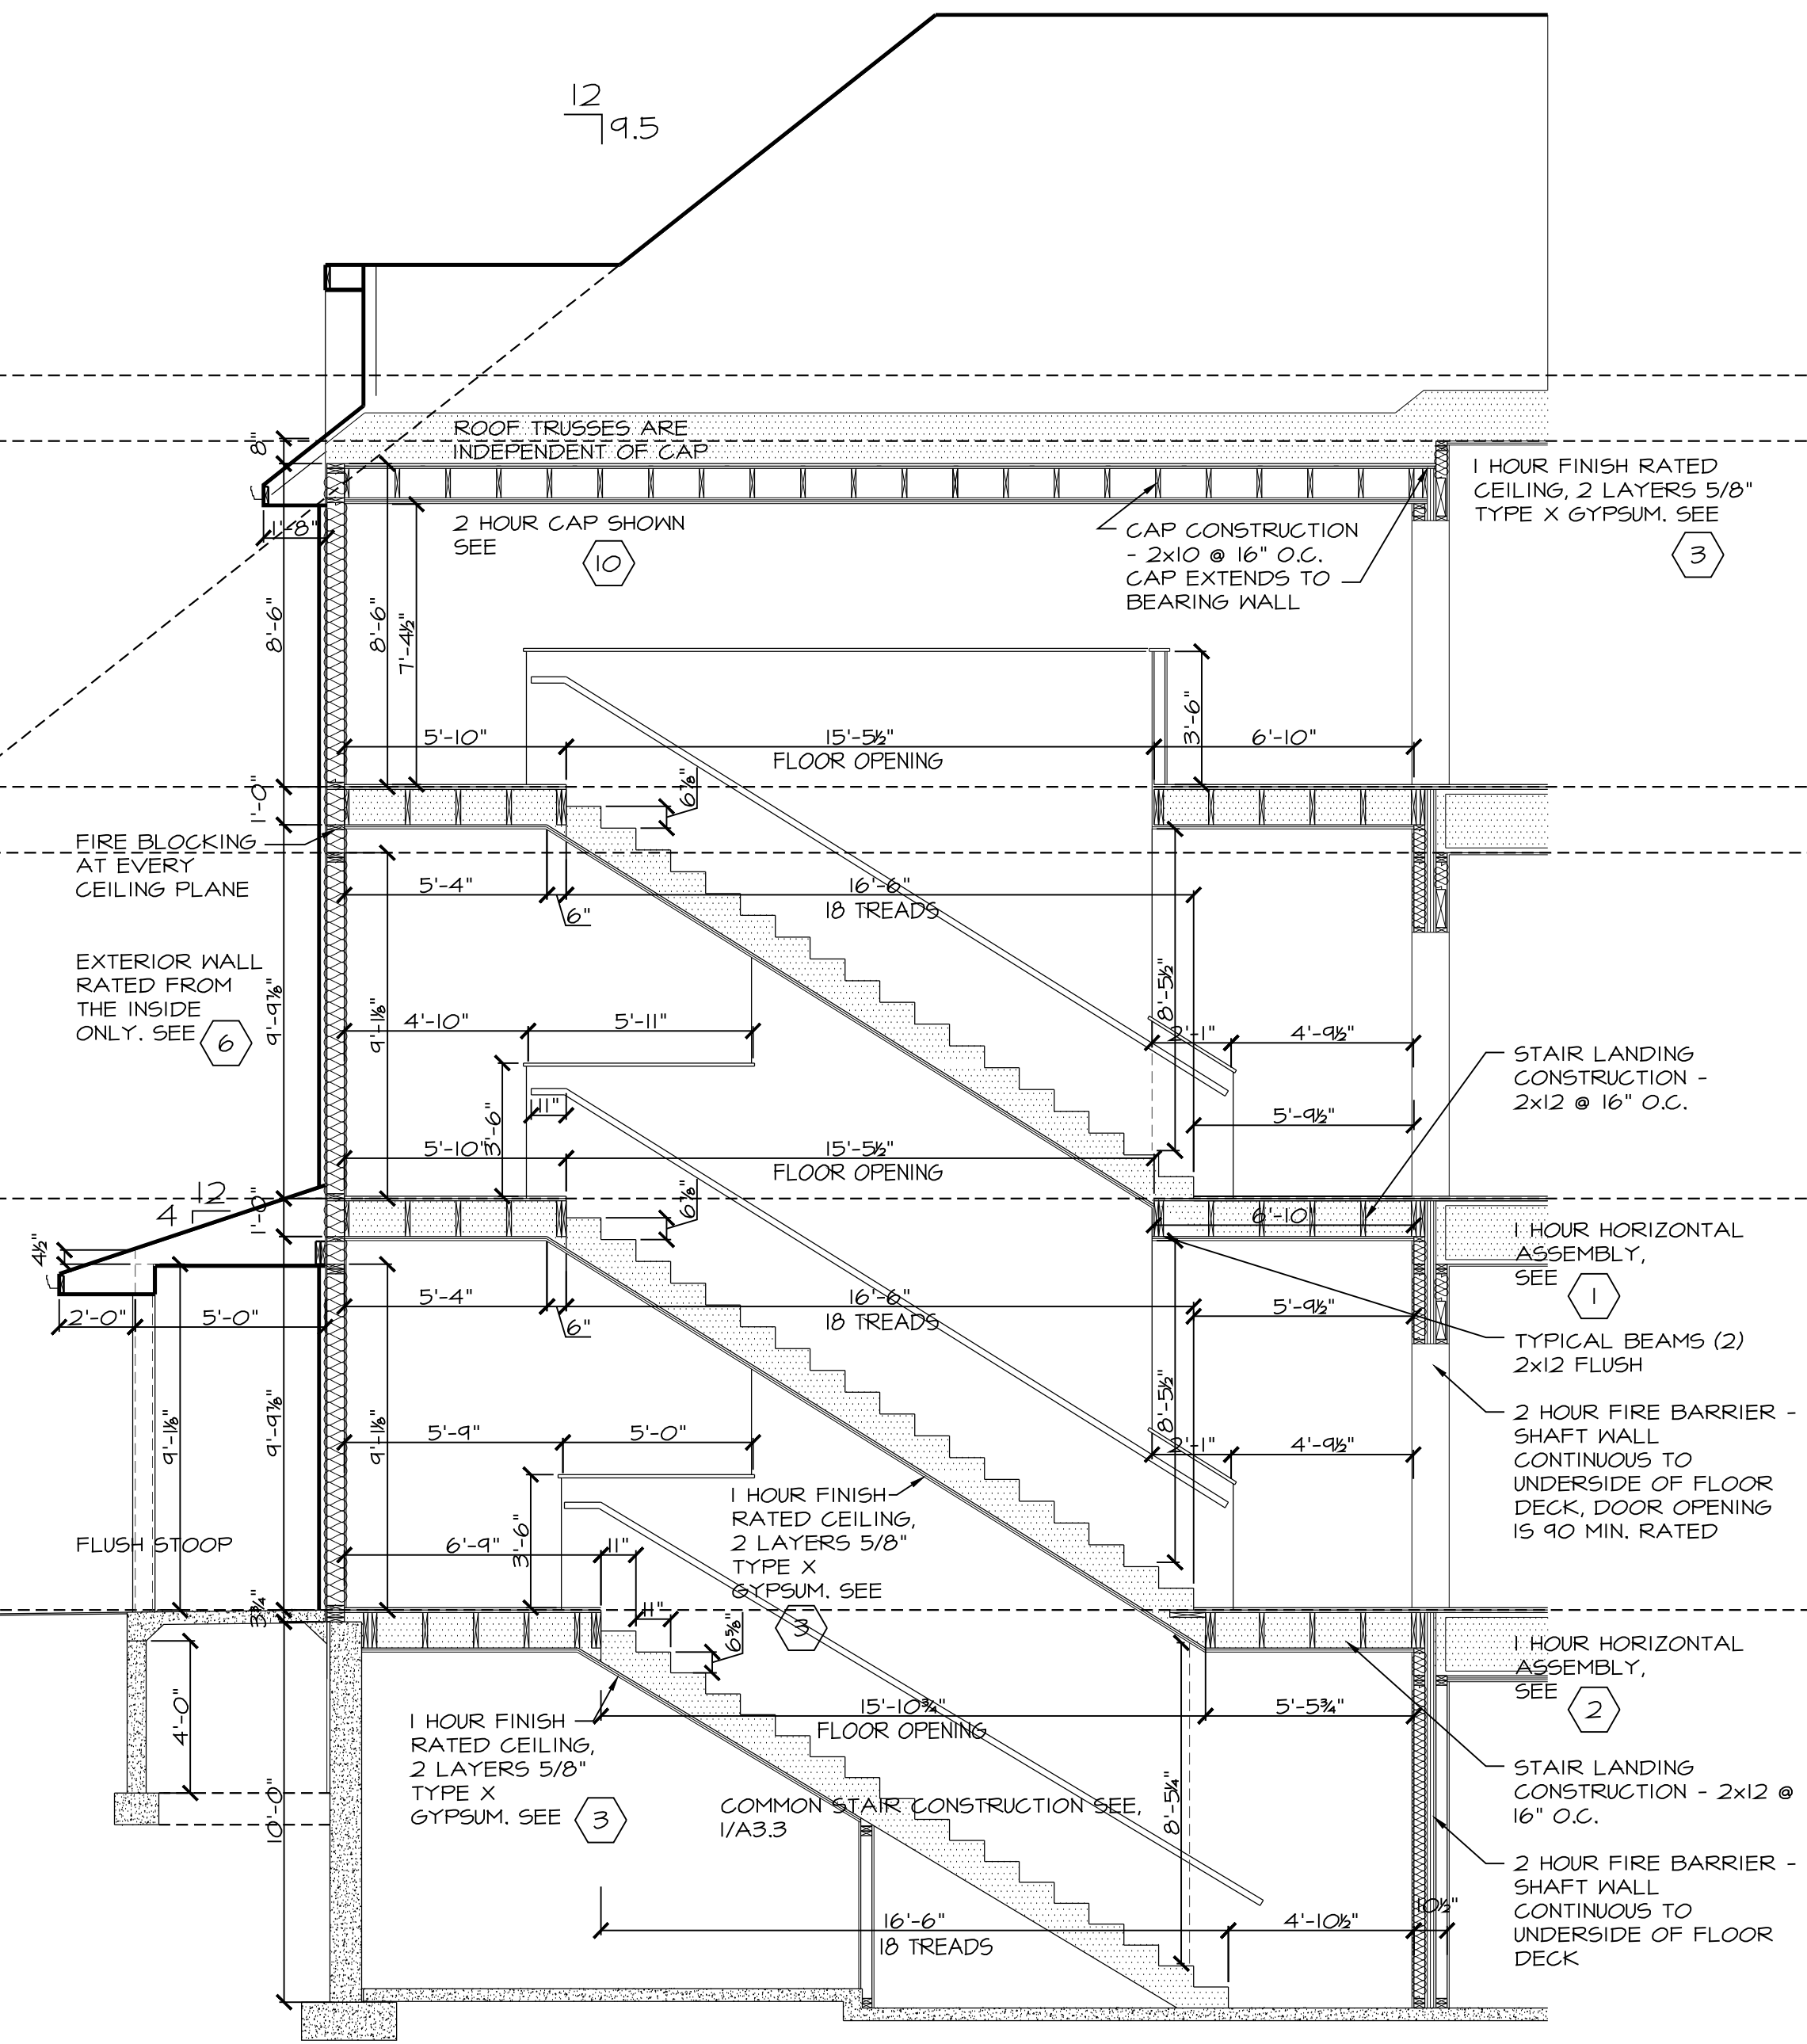 12
9.5
8"
ROOF TRUSSES ARE
INDEPENDENT OF CAP
1 HOUR FINISH RATED
CEILING, 2 LAYERS 5/8"
TYPE X GYPSUM. SEE
3
1'-8"
2 HOUR CAP SHOWN
SEE
10
CAP CONSTRUCTION
- 2x10 @ 16" O.C.
CAP EXTENDS TO
BEARING WALL
8'-6"
8'-6"
7'-4½"
3'-6"
5'-10"
15'-5½"
FLOOR OPENING
6'-10"
1'-0"
6⅞"
FIRE BLOCKING
AT EVERY
CEILING PLANE
5'-4"
6"
16'-6"
18 TREADS
EXTERIOR WALL
RATED FROM
THE INSIDE
ONLY. SEE
6
9'-9⅞"
9'-1⅛"
8'-5½"
4'-10"
5'-11"
2'-1"
4'-9½"
STAIR LANDING
CONSTRUCTION -
2x12 @ 16" O.C.
11"
3'-6"
5'-9½"
5'-10"
15'-5½"
FLOOR OPENING
12
4
1'-0"
6⅞"
6'-10"
1 HOUR HORIZONTAL
ASSEMBLY,
SEE
1
4½"
2'-0"
5'-0"
5'-4"
6"
16'-6"
18 TREADS
5'-9½"
TYPICAL BEAMS (2)
2x12 FLUSH
9'-1⅛"
9'-9⅞"
9'-1⅛"
8'-5½"
5'-9"
5'-0"
2'-1"
4'-9½"
2 HOUR FIRE BARRIER -
SHAFT WALL
CONTINUOUS TO
UNDERSIDE OF FLOOR
DECK, DOOR OPENING
IS 90 MIN. RATED
1 HOUR FINISH
RATED CEILING,
2 LAYERS 5/8"
TYPE X
GYPSUM. SEE
3
FLUSH STOOP
6'-9"
3'-6"
11"
11"
3¾"
6⅝"
1 HOUR HORIZONTAL
ASSEMBLY,
SEE
2
4'-0"
1 HOUR FINISH
RATED CEILING,
2 LAYERS 5/8"
TYPE X
GYPSUM. SEE
3
15'-10¾"
FLOOR OPENING
5'-5¾"
STAIR LANDING
CONSTRUCTION - 2x12 @
16" O.C.
10'-0"
COMMON STAIR CONSTRUCTION SEE,
1/A3.3
8'-5¼"
2 HOUR FIRE BARRIER -
SHAFT WALL
CONTINUOUS TO
UNDERSIDE OF FLOOR
DECK
16'-6"
18 TREADS
4'-10½"
10½"